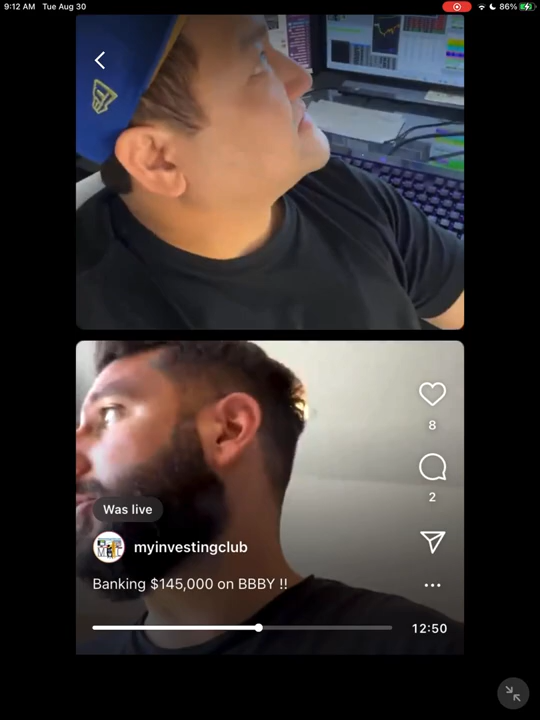 9:12 AM Tue Aug 30
86%
8
2
Was live
myinvestingclub
Banking $145,000 on BBBY !!
12:50